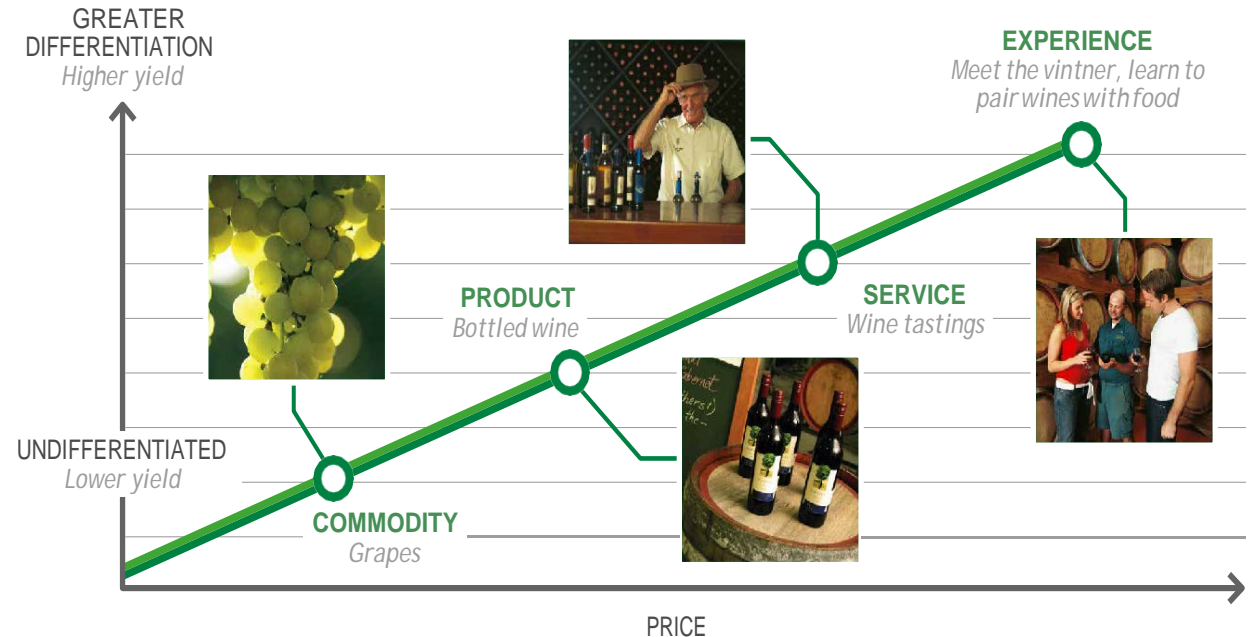 GREATER
DIFFERENTIATION
Higher yield
EXPERIENCE
Meet the vintner, learn to
pair wines with food
PRODUCT
Bottled wine
SERVICE
Wine tastings
UNDIFFERENTIATED
Lower yield
COMMODITY
Grapes
PRICE